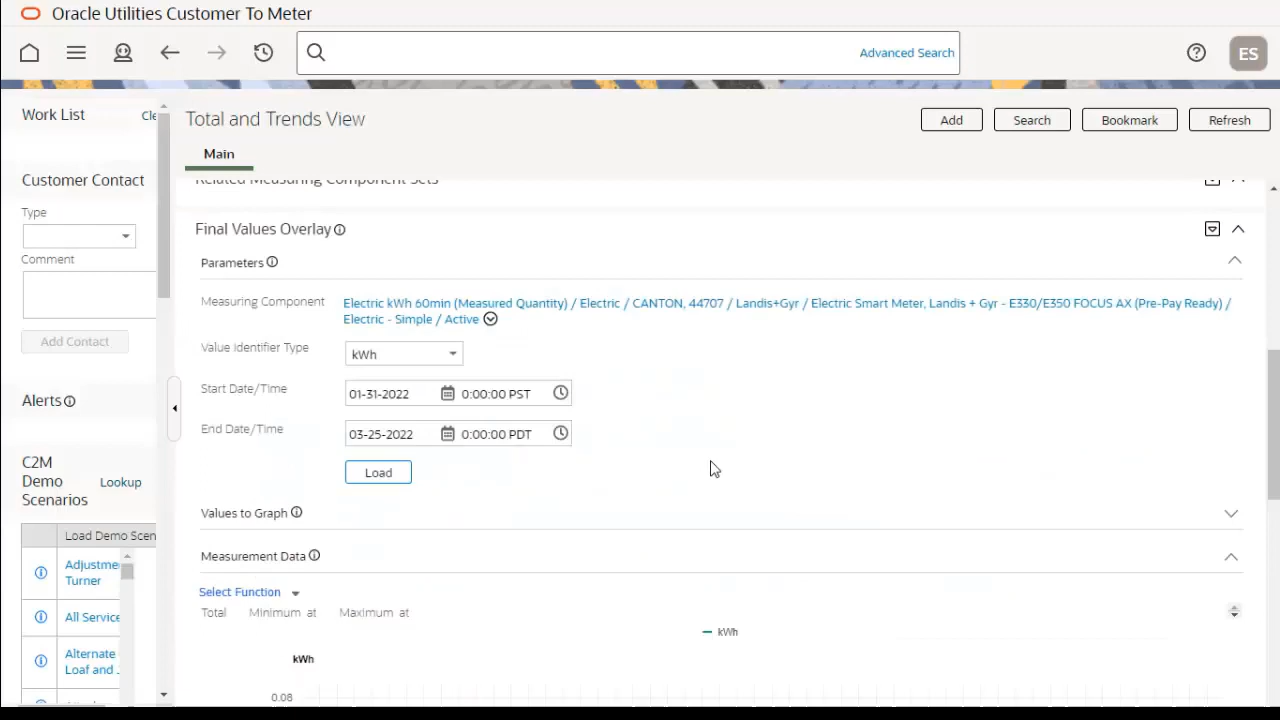 Oracle Utilities Customer To Meter
Advanced Search
ES
Work List
Cle
Total and Trends View
Add
Search
Bookmark
Refresh
Main
Customer Contact
Type
Comment
Add Contact
Alerts
C2M
Demo
Scenarios
Lookup
Load Demo Scen
Adjustme
Turner
All Service
Alternate
Loaf and
Related Measuring Component Sets
Final Values Overlay
Parameters
Measuring Component
Electric kWh 60min (Measured Quantity) / Electric / CANTON, 44707 / Landis+Gyr / Electric Smart Meter, Landis + Gyr - E330/E350 FOCUS AX (Pre-Pay Ready) /
Electric - Simple / Active
Value Identifier Type
kWh
Start Date/Time
01-31-2022 0:00:00 PST
End Date/Time
03-25-2022 0:00:00 PDT
Load
Values to Graph
Measurement Data
Select Function
Total Minimum at Maximum at
kWh
kWh
0.08